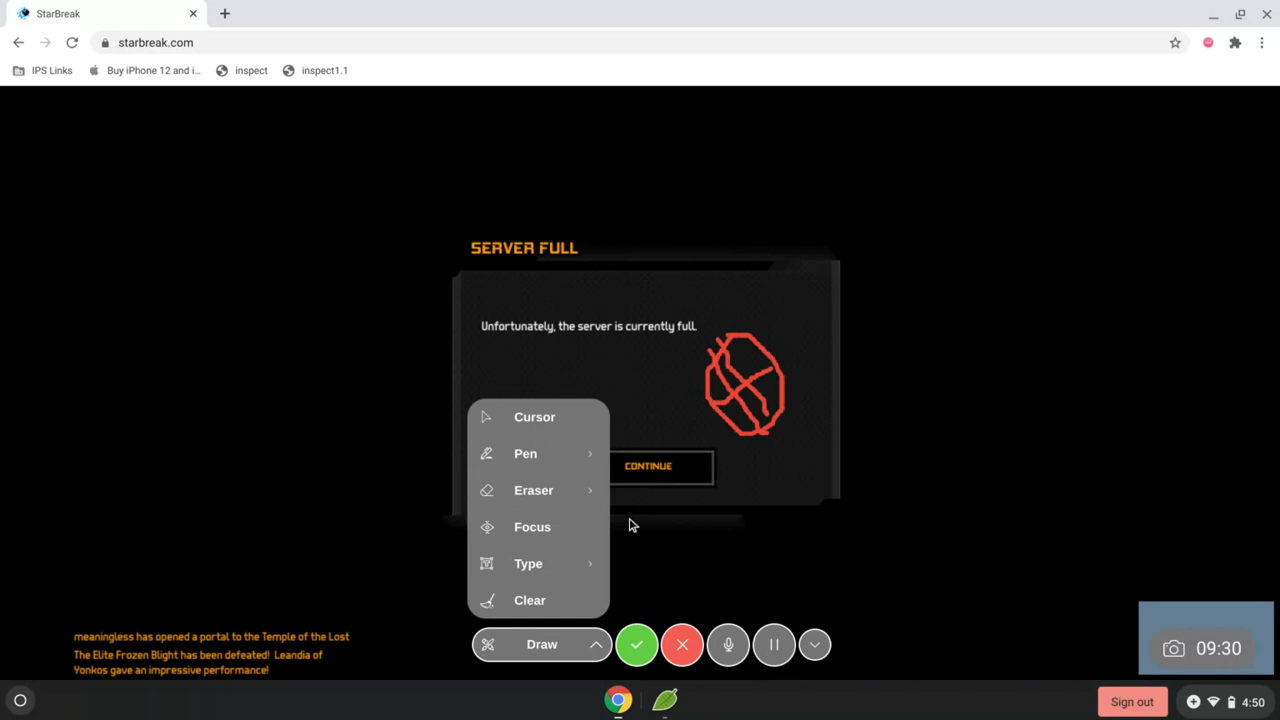 StarBreak
starbreak.com
IPS Links
Buy iPhone 12 and i...
inspect
inspect1.1
SERVER FULL
Unfortunately, the server is currently full.
CONTINUE
Cursor
Pen
Eraser
Focus
Type
Clear
Draw
meaningless has opened a portal to the Temple of the Lost
The Elite Frozen Blight has been defeated! Leandia of
Yonkos gave an impressive performance!
09:30
Sign out
4:50